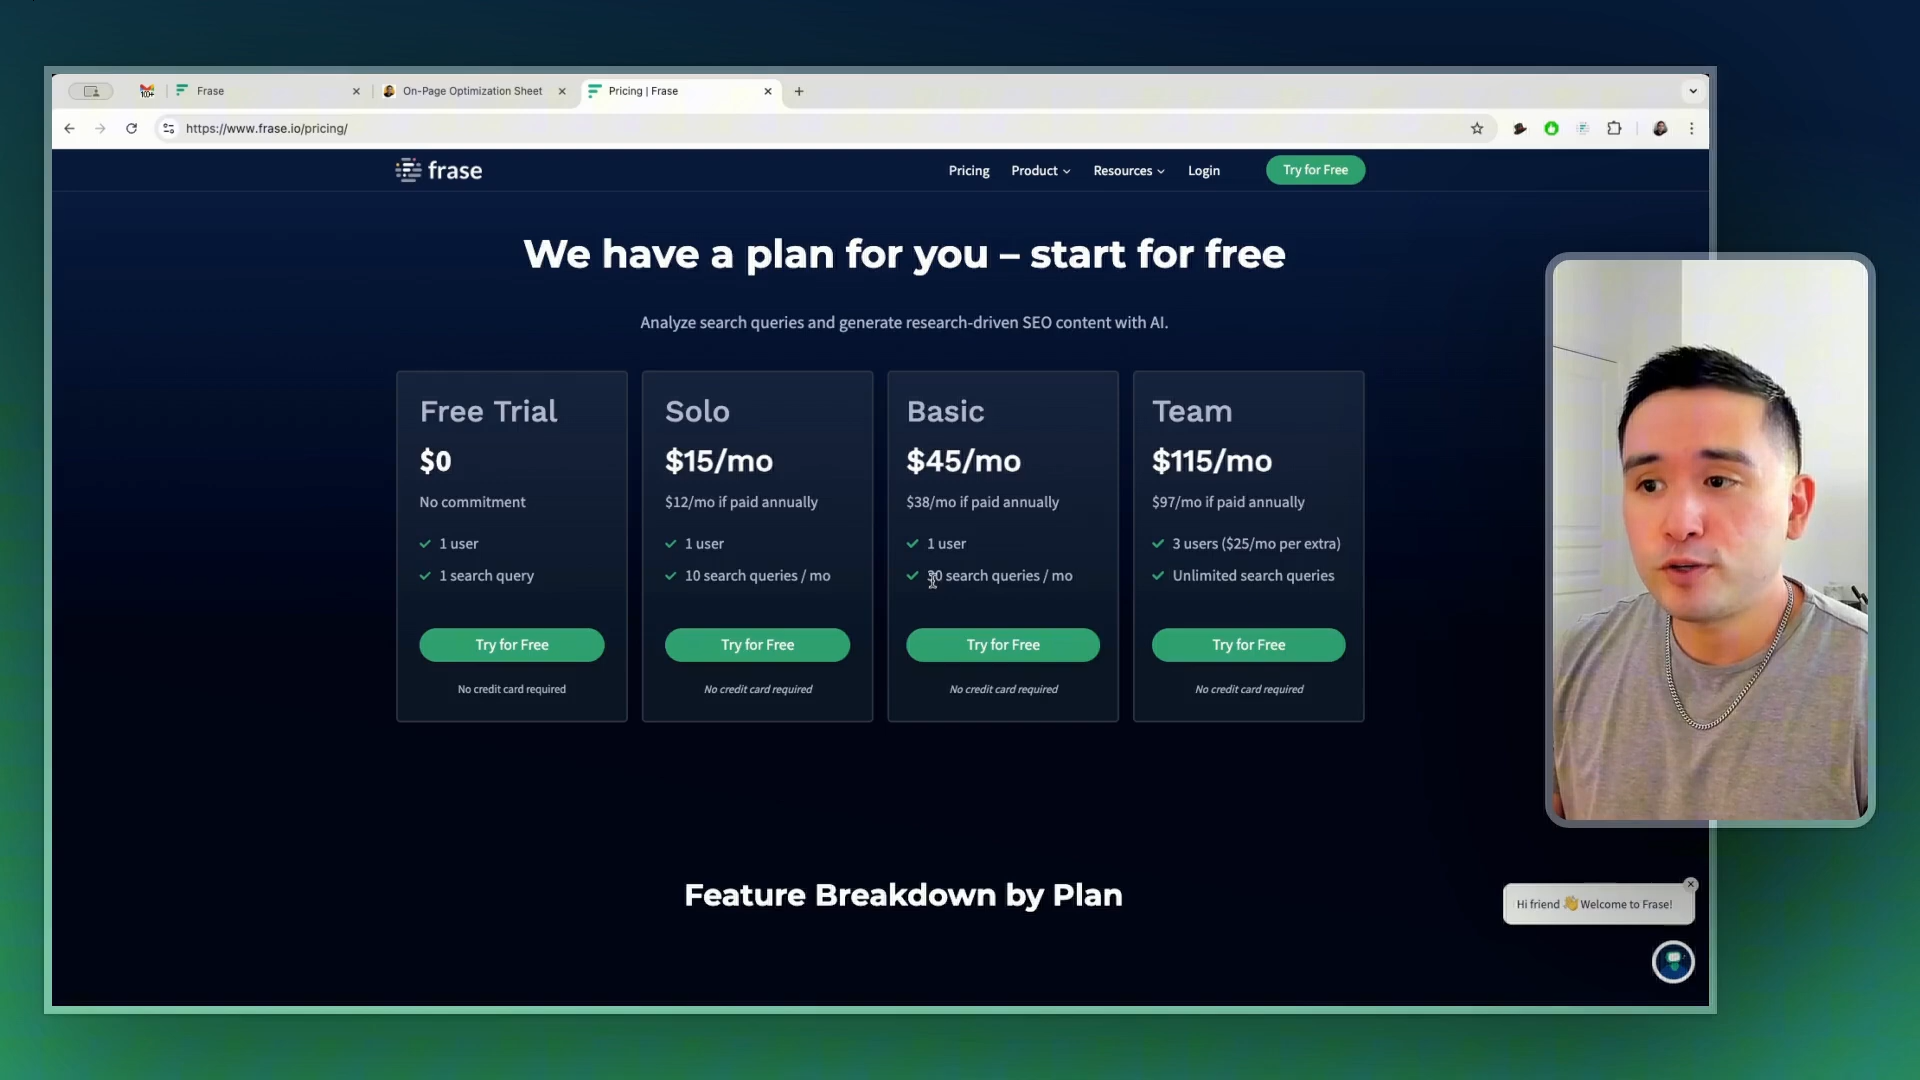 Frase
On-Page Optimization Sheet
Pricing | Frase
https://www.frase.io/pricing/
frase
Pricing
Product
Resources
Login
Try for Free
We have a plan for you – start for free
Analyze search queries and generate research-driven SEO content with AI.
Free Trial
$0
No commitment
1 user
1 search query
Try for Free
No credit card required
Solo
$15/mo
$12/mo if paid annually
1 user
10 search queries / mo
Try for Free
No credit card required
Basic
$45/mo
$38/mo if paid annually
1 user
search queries / mo
Try for Free
No credit card required
Team
$115/mo
$97/mo if paid annually
3 users ($25/mo per extra)
Unlimited search queries
Try for Free
No credit card required
Feature Breakdown by Plan
Hi friend 👋 Welcome to Frase!